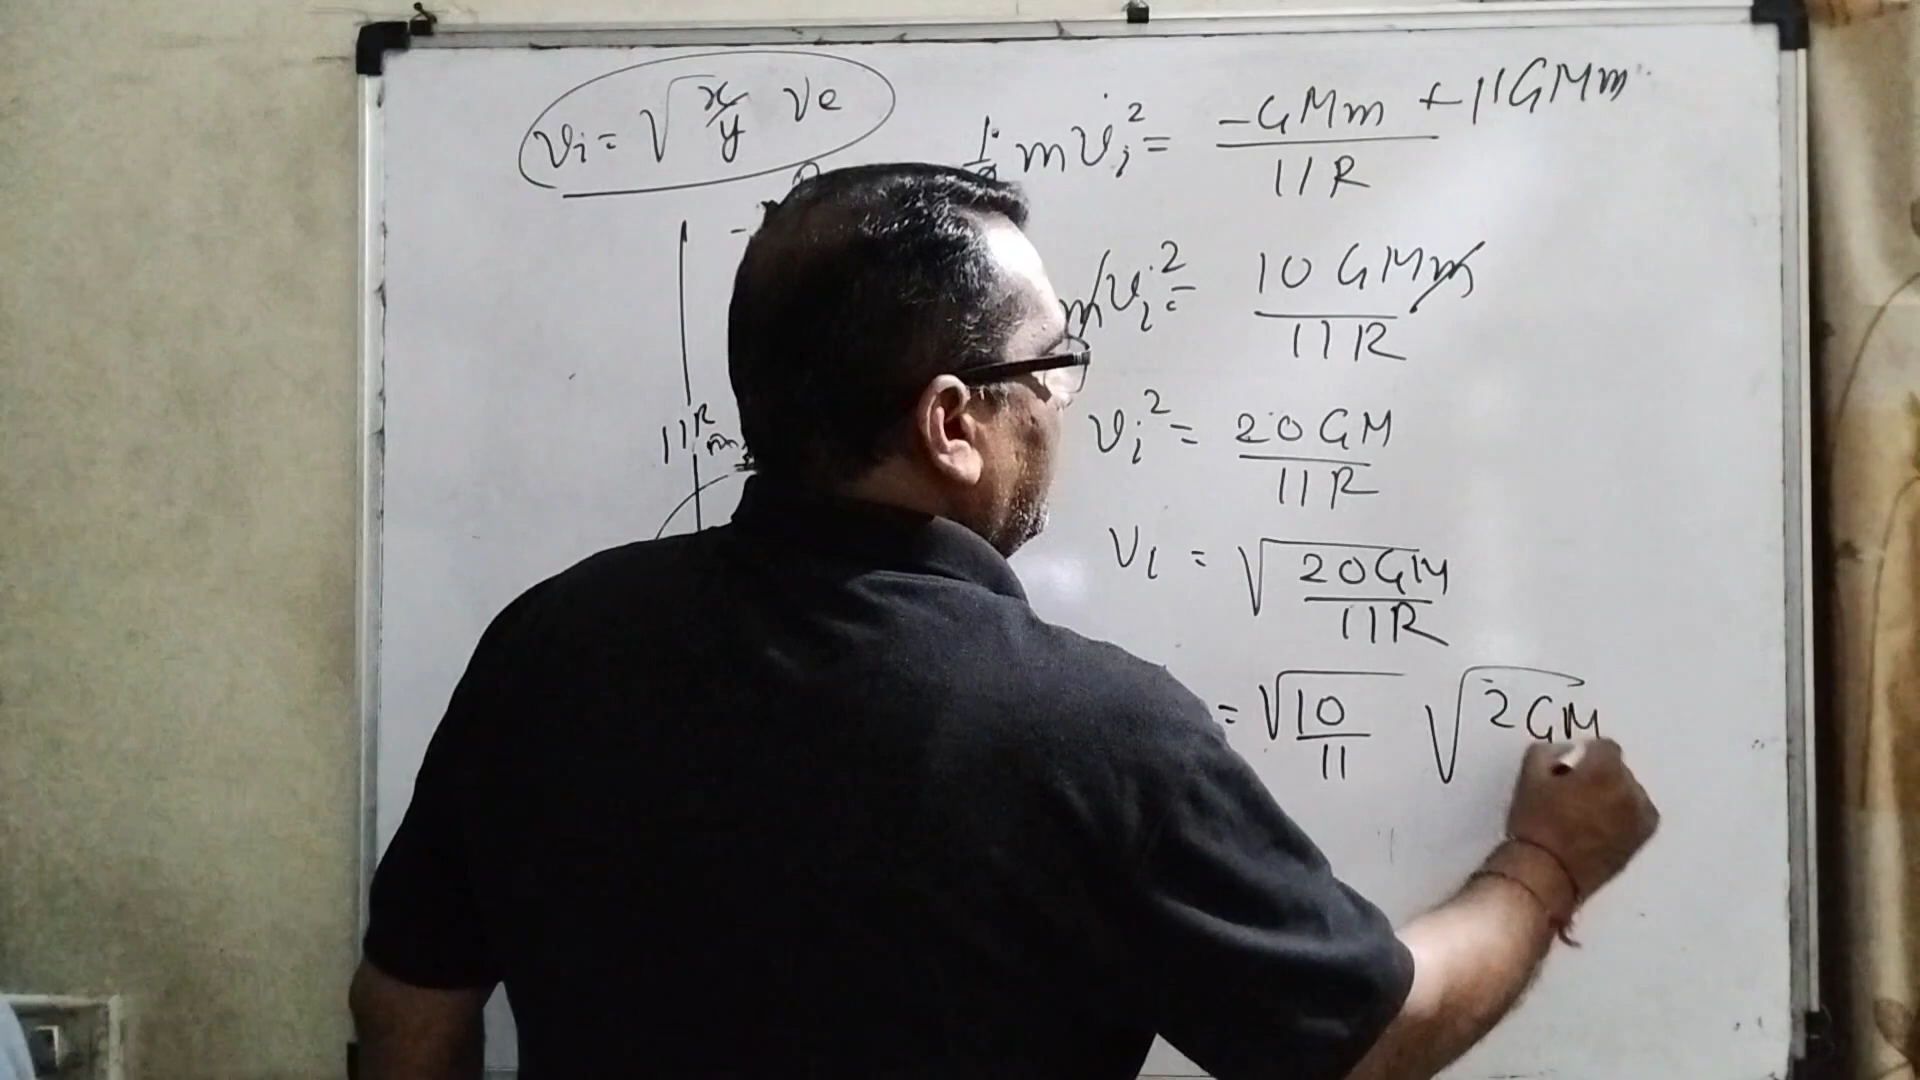 vi = √x/y ve
1/2 mvi² = -GMm + 11GMm / 11R
mvi² = 10GMm / 11R
vi² = 20GM / 11R
11R
vi = √20GM / 11R
= √10/11 √2GM